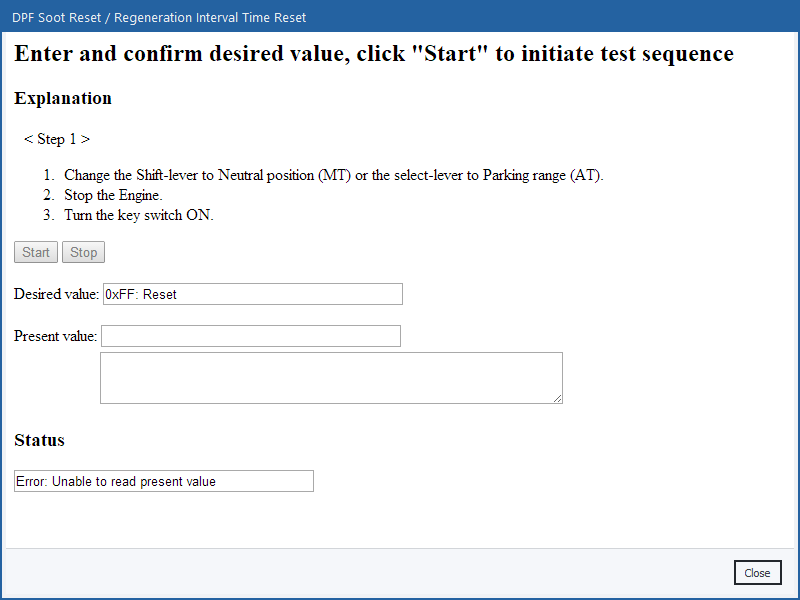 DPF Soot Reset / Regeneration Interval Time Reset
Enter and confirm desired value, click "Start" to initiate test sequence
Explanation
< Step 1 >
1. Change the Shift-lever to Neutral position (MT) or the select-lever to Parking range (AT).
2. Stop the Engine.
3. Turn the key switch ON.
Start Stop
Desired value: 0xFF: Reset
Present value:
Status
Error: Unable to read present value
Close